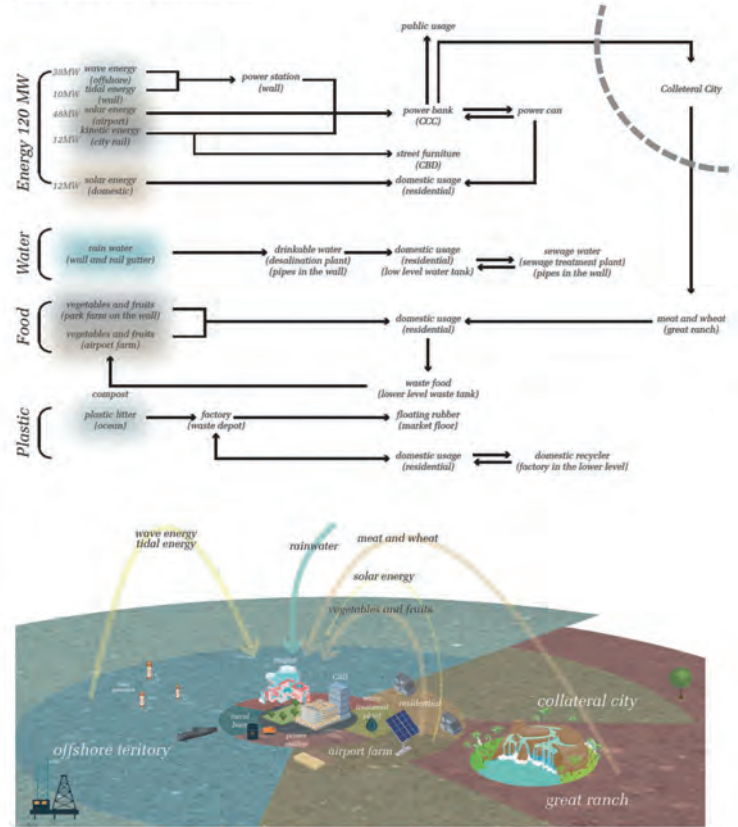 public usage
38MW wave energy
(offshore)
10MW tidal energy
(wall)
power station
(wall)
48MW solar energy
(airport)
power bank
(CCC)
power can
Collateral City
12MW kinetic energy
(city rail)
street furniture
(CBD)
12MW solar energy
(domestic)
domestic usage
(residential)
Energy 120 MW
Water
rain water
(wall and rail gutter)
drinkable water
(desalination plant)
(pipes in the wall)
domestic usage
(residential)
(low level water tank)
sewage water
(sewage treatment plant)
(pipes in the wall)
Food
vegetables and fruits
(park farm on the wall)
vegetables and fruits
(airport farm)
domestic usage
(residential)
meat and wheat
(great ranch)
compost
waste food
(lower level waste tank)
Plastic
plastic litter
(ocean)
factory
(waste depot)
floating rubber
(market floor)
domestic usage
(residential)
domestic recycler
(factory in the lower level)
wave energy
tidal energy
rainwater
meat and wheat
solar energy
vegetables and fruits
CBD
residential
naval
base
collateral city
offshore teritory
airport farm
great ranch